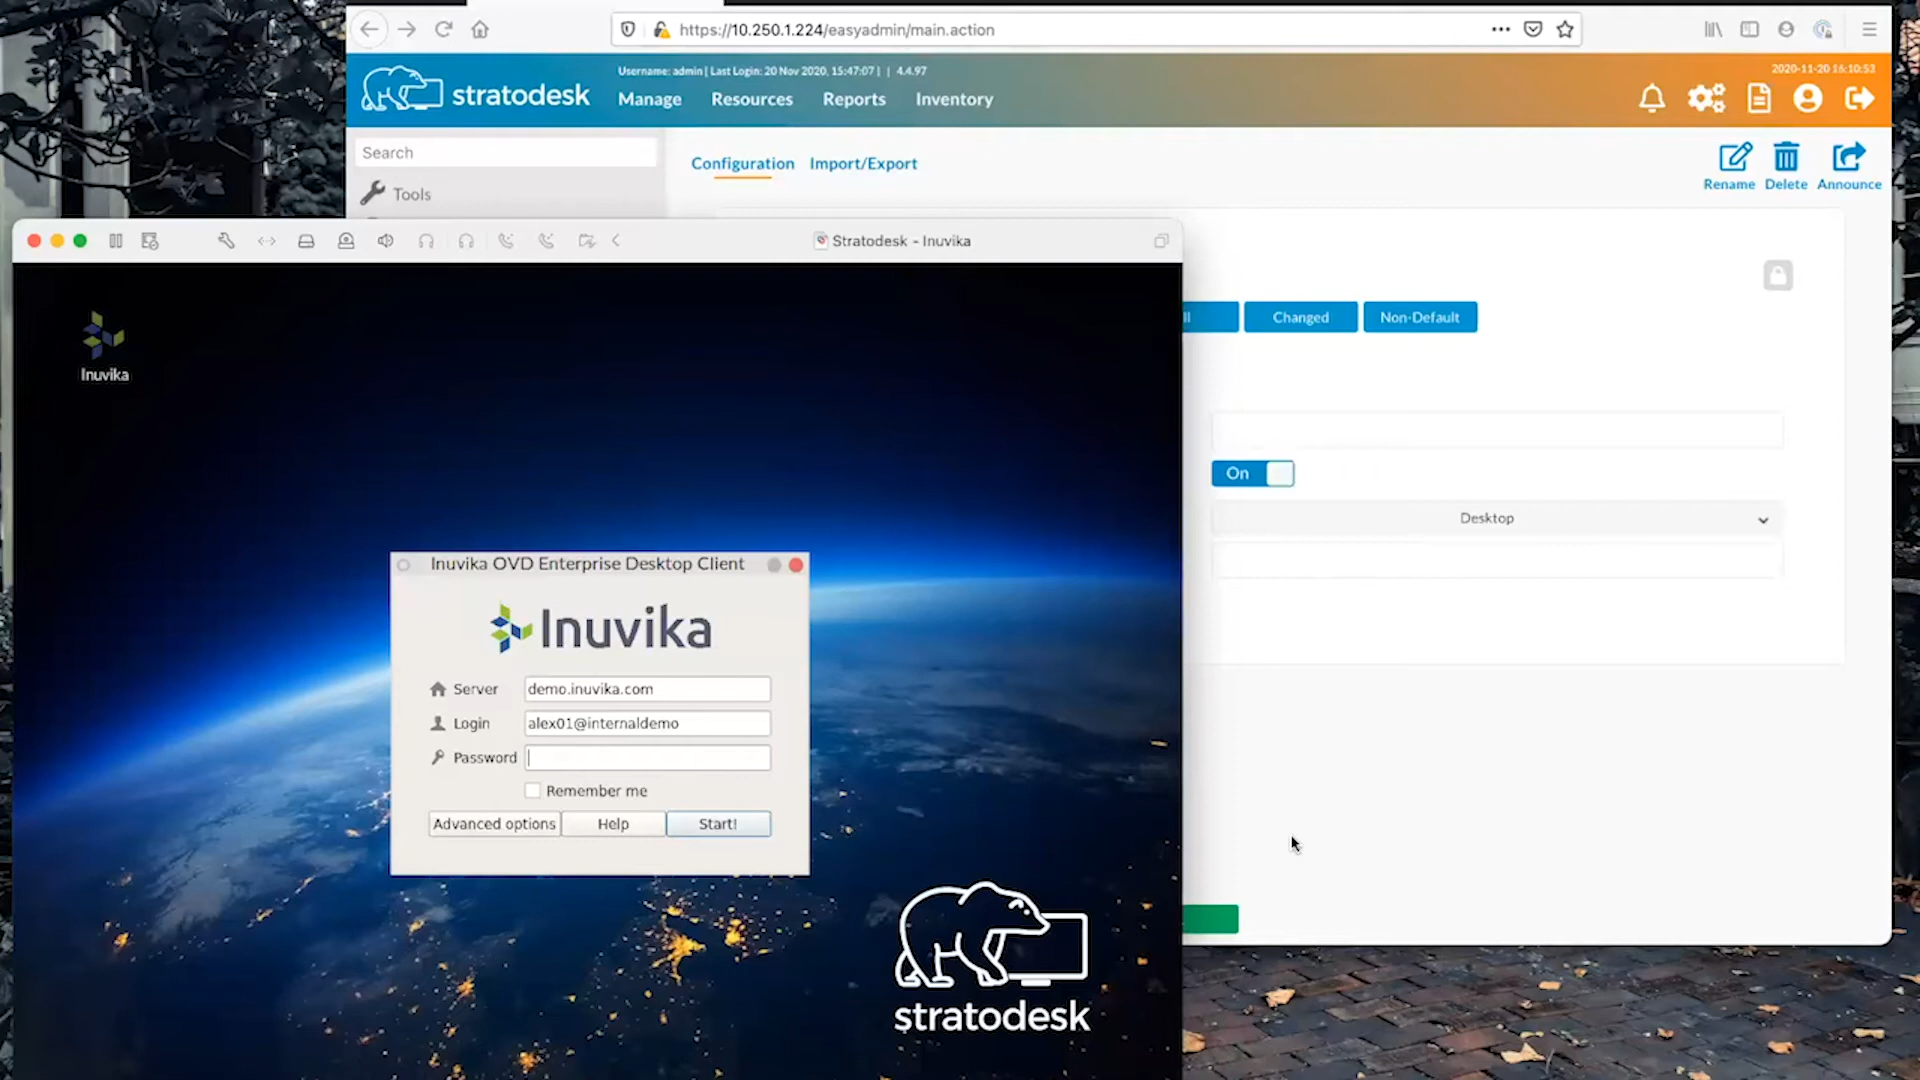 https://10.250.1.224/easyadmin/main.action
stratodesk
Username: admin | Last Login: 20 Nov 2020, 15:47:07 | | 4.4.97
2020-11-20 16:10:53
Manage Resources Reports Inventory
Search
Tools
Configuration Import/Export
Rename Delete Announce
Stratodesk - Inuvika
Changed Non-Default
On
Desktop
Inuvika
Inuvika OVD Enterprise Desktop Client
Inuvika
Server demo.inuvika.com
Login alex01@internaldemo
Password
Remember me
Advanced options Help Start!
stratodesk